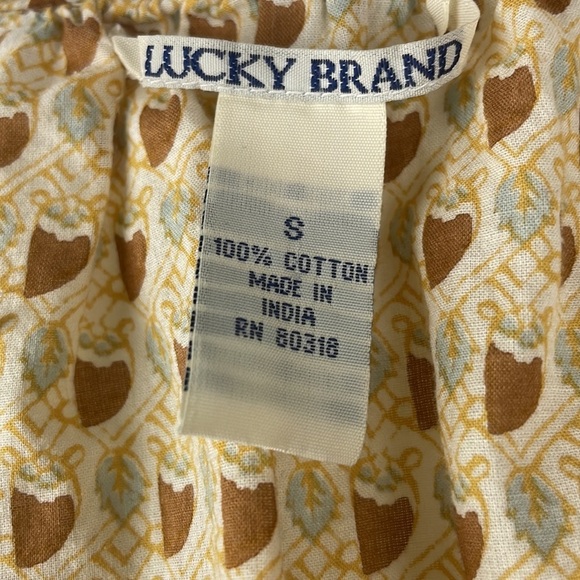 LUCKY BRAND
S
100% COTTON
MADE IN
INDIA
RN 80318